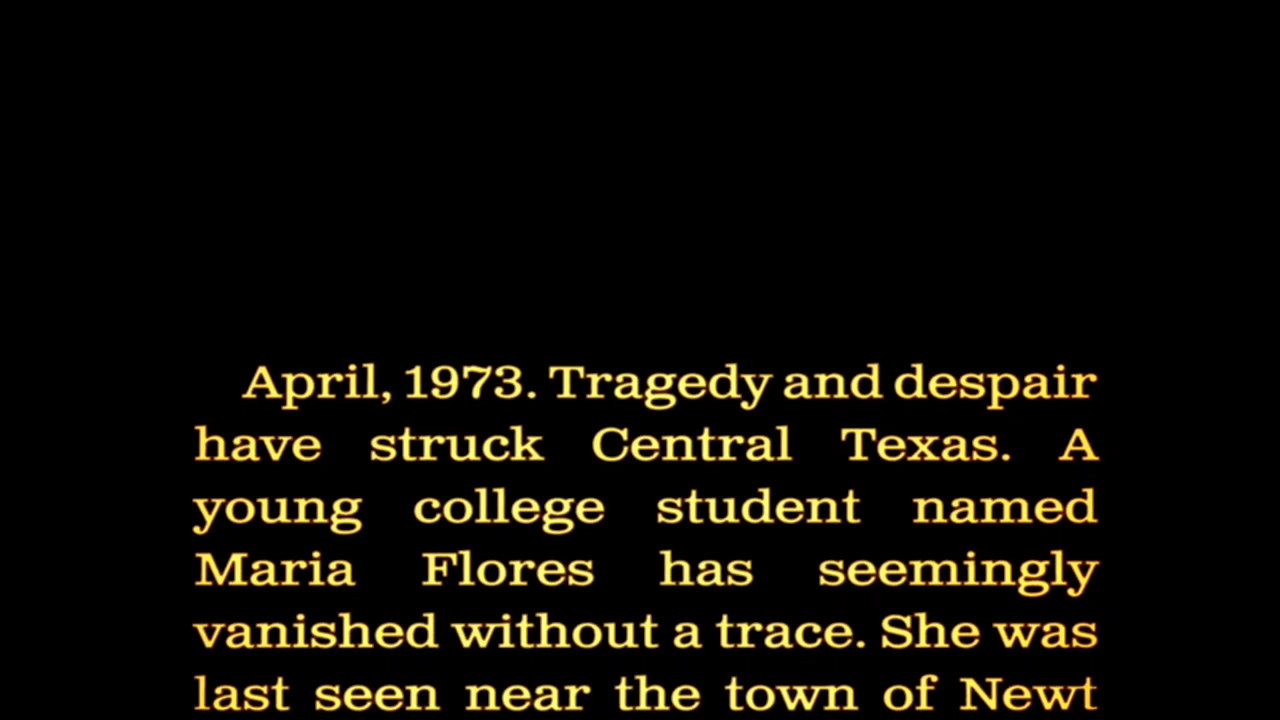 April, 1973. Tragedy and despair
have struck Central Texas. A
young college student named
Maria Flores has seemingly
vanished without a trace. She was
last seen near the town of Newt